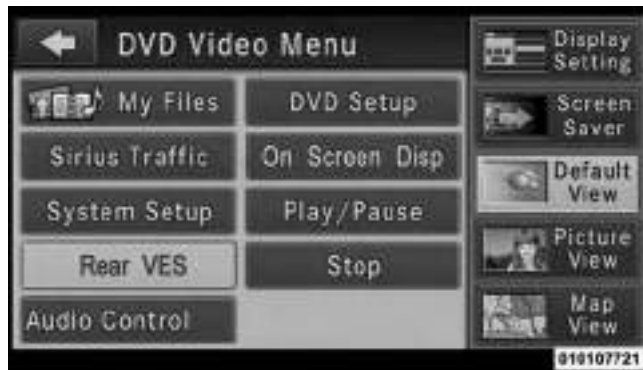 DVD Video Menu
My Files
DVD Setup
Sirius Traffic
On Screen Disp
System Setup
Play/Pause
Rear VES
Stop
Audio Control
Display
Setting
Screen
Saver
Default
View
Picture
View
Map
View
010107721